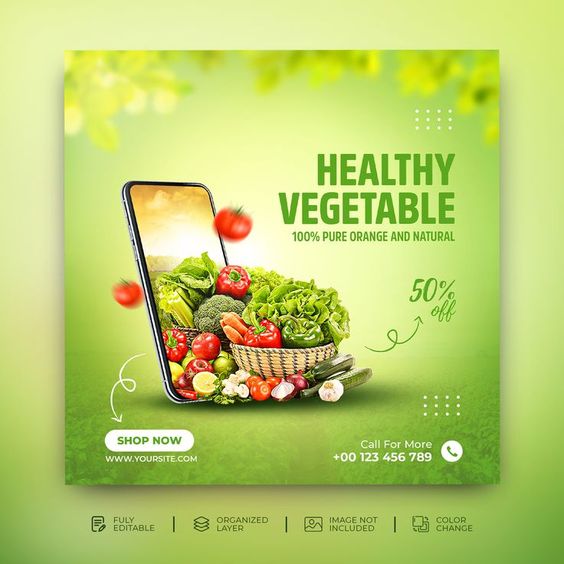 HEALTHY
VEGETABLE
100% PURE ORANGE AND NATURAL
50%
off
SHOP NOW
WWW.YOURSITE.COM
Call For More
+00 123 456 789
FULLY
EDITABLE
ORGANIZED
LAYER
IMAGE NOT
INCLUDED
COLOR
CHANGE